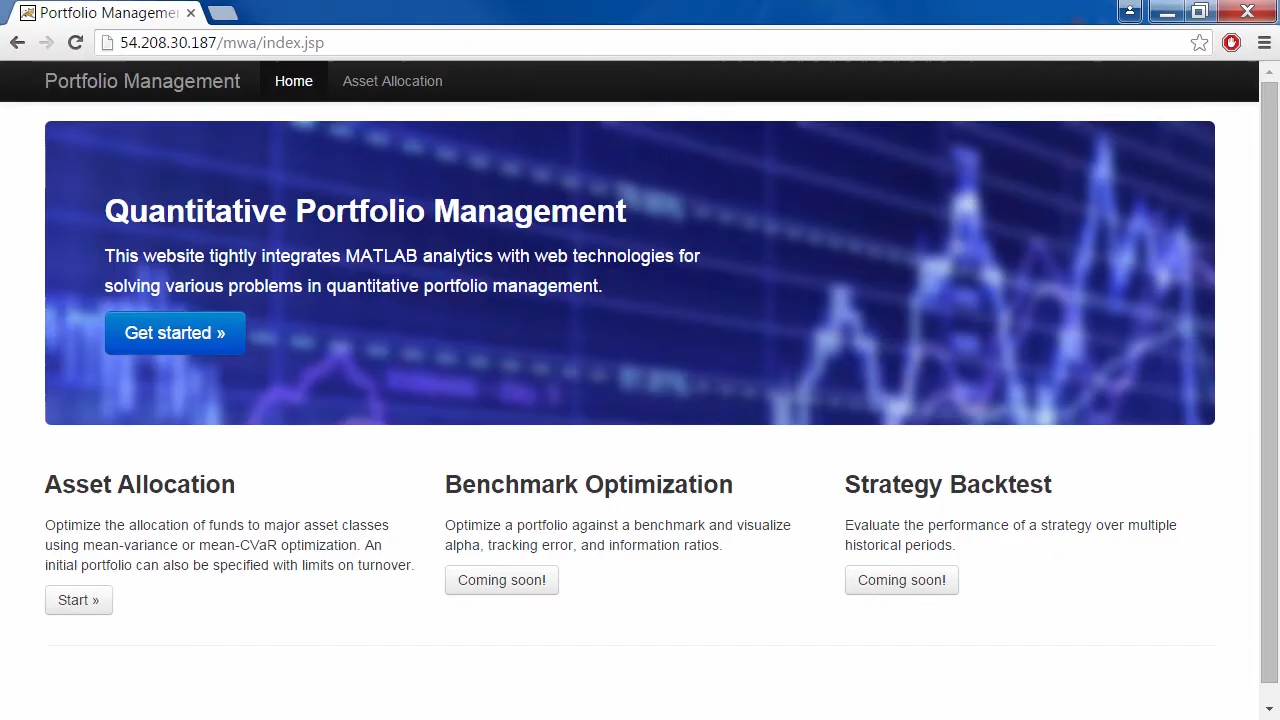 Portfolio Managemen
54.208.30.187/mwa/index.jsp
Portfolio Management Home Asset Allocation
Quantitative Portfolio Management
This website tightly integrates MATLAB analytics with web technologies for
solving various problems in quantitative portfolio management.
Get started »
Asset Allocation
Optimize the allocation of funds to major asset classes
using mean-variance or mean-CVaR optimization. An
initial portfolio can also be specified with limits on turnover.
Start »
Benchmark Optimization
Optimize a portfolio against a benchmark and visualize
alpha, tracking error, and information ratios.
Coming soon!
Strategy Backtest
Evaluate the performance of a strategy over multiple
historical periods.
Coming soon!